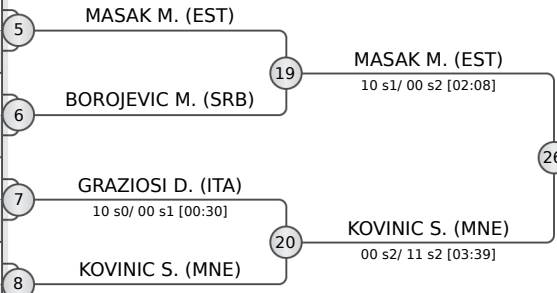 MASAK M. (EST)
5
MASAK M. (EST)
19
10 s1/ 00 s2 [02:08]
BOROJEVIC M. (SRB)
6
26
GRAZIOSI D. (ITA)
7
10 s0/ 00 s1 [00:30]
KOVINIC S. (MNE)
20
00 s2/ 11 s2 [03:39]
KOVINIC S. (MNE)
8